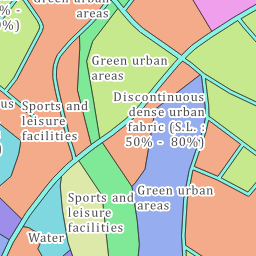 Green urban
areas
% -
%)
Green urban
areas
Discontinuous
dense urban
fabric (S.L. :
50% - 80%)
Sports and
leisure
facilities
Sports and
leisure
facilities
Green urban
areas
Water